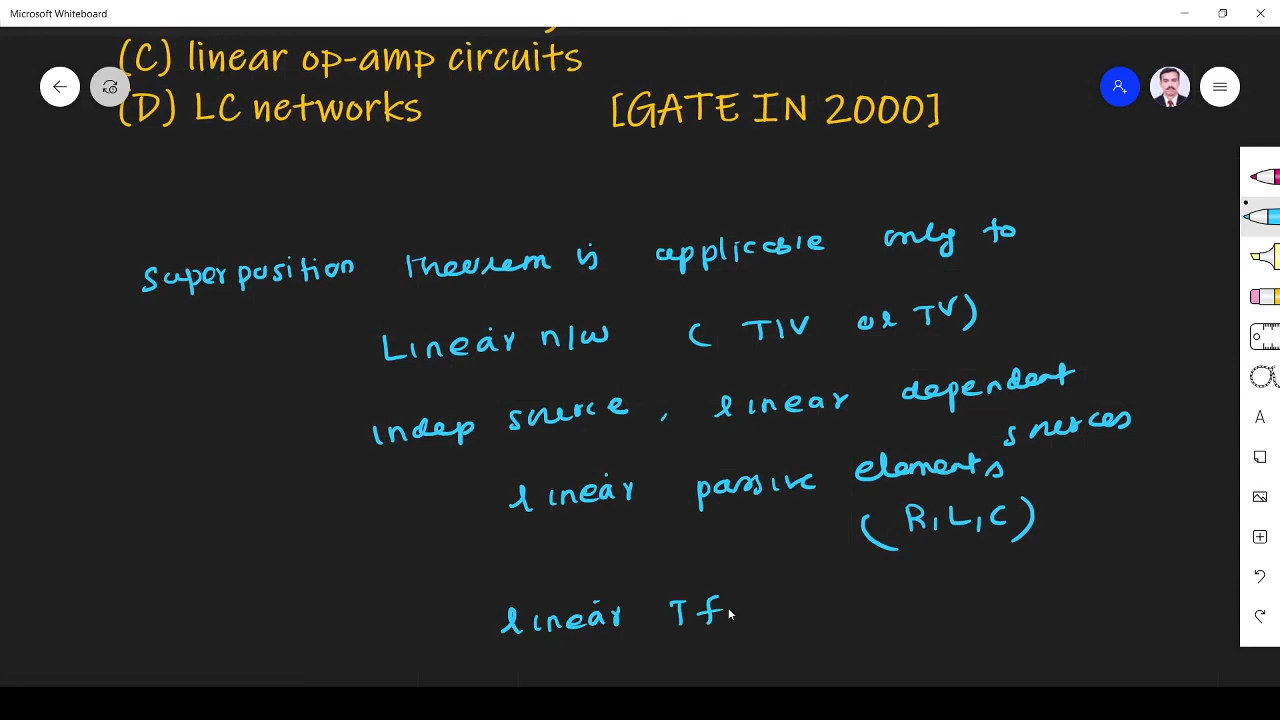 Microsoft Whiteboard
(C) linear op-amp circuits
(D) LC networks [GATE IN 2000]
Superposition theorem is applicable only to
Linear n/w ( TIV or TV)
indep source, linear dependent sources
linear passive elements
(R, L, C)
linear Tf